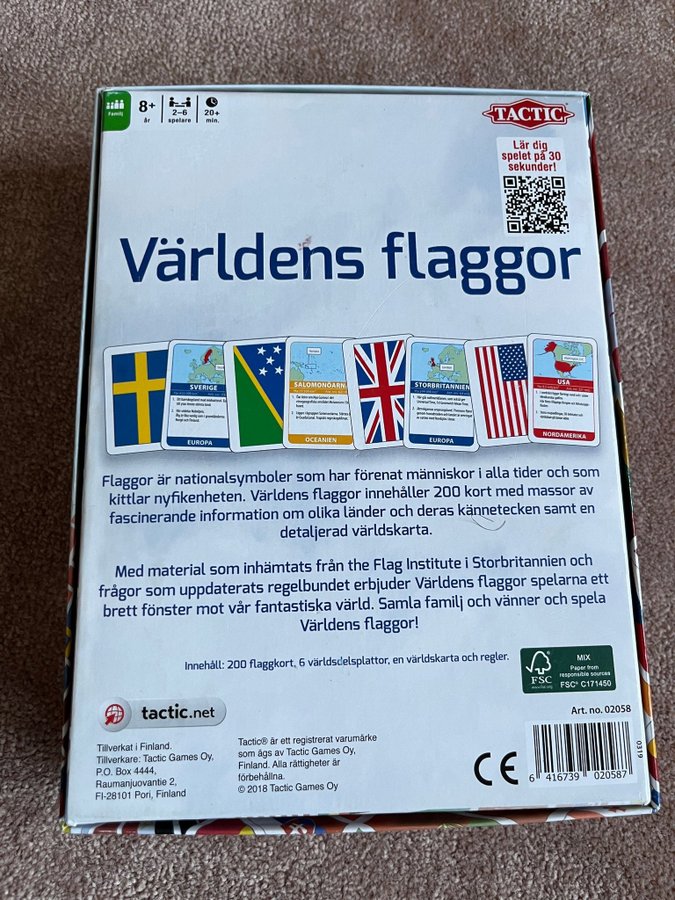 Familj
8+
år
2–6
spelare
20+
min.
TACTIC
Lär dig
spelet på 30
sekunder!
Världens flaggor
SVERIGE
EUROPA
SALOMONÖARNA
OCEANIEN
STORBRITANNIEN
EUROPA
USA
NORDAMERIKA
Flaggor är nationalsymboler som har förenat människor i alla tider och som
kittlar nyfikenheten. Världens flaggor innehåller 200 kort med massor av
fascinerande information om olika länder och deras kännetecken samt en
detaljerad världskarta.
Med material som inhämtats från the Flag Institute i Storbritannien och
frågor som uppdaterats regelbundet erbjuder Världens flaggor spelarna ett
brett fönster mot vår fantastiska värld. Samla familj och vänner och spela
Världens flaggor!
Innehåll: 200 flaggkort, 6 världsdelsplattor, en världskarta och regler.
FSC
www.fsc.org
MIX
Paper from
responsible sources
FSC® C171450
Art. no. 02058
tactic.net
Tillverkat i Finland.
Tillverkare: Tactic Games Oy,
P.O. Box 4444,
Raumanjuovantie 2,
FI-28101 Pori, Finland
Tactic® är ett registrerat varumärke
som ägs av Tactic Games Oy,
Finland. Alla rättigheter är
förbehållna.
© 2018 Tactic Games Oy
CE
6 416739 020587
0319